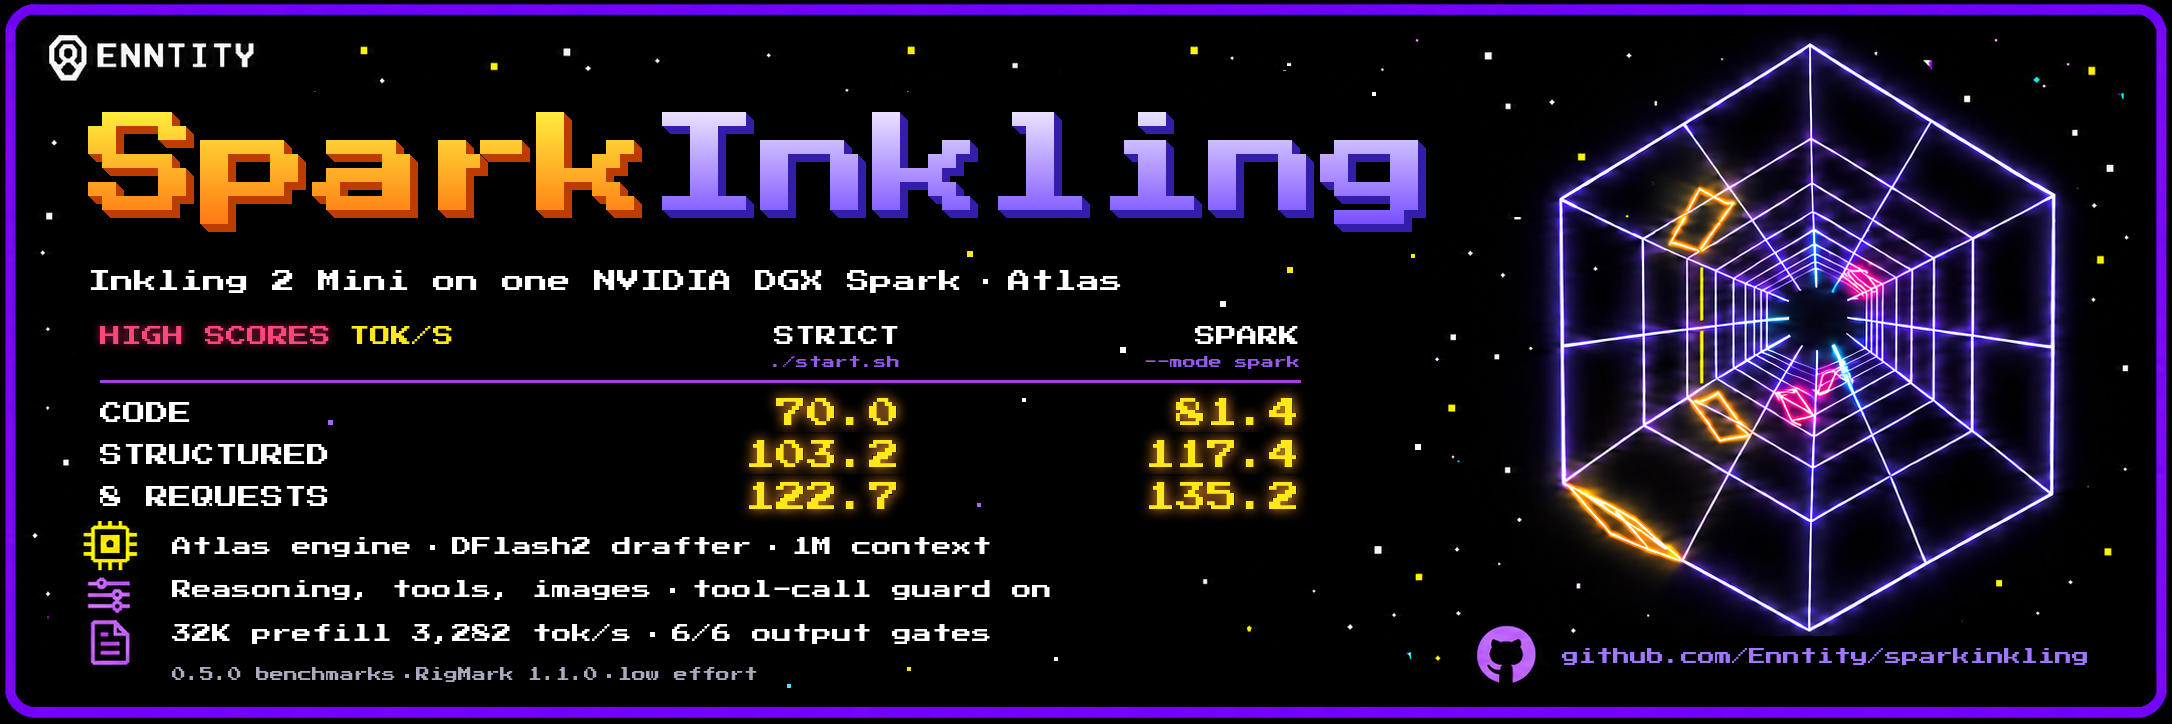 ENNTITY
SparkInkling
Inkling 2 Mini on one NVIDIA DGX Spark · Atlas
HIGH SCORES TOK/S STRICT SPARK
./start.sh --mode spark
CODE 70.0 81.4
STRUCTURED 103.2 117.4
8 REQUESTS 122.7 135.2
Atlas engine · DFlash2 drafter · 1M context
Reasoning, tools, images · tool-call guard on
32K prefill 3,282 tok/s · 6/6 output gates
0.5.0 benchmarks · RigMark 1.1.0 · low effort
github.com/Enntity/sparkinkling